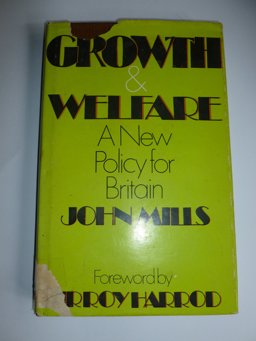 GROWTH
&
WELFARE
A New
Policy for
Britain
JOHN MILLS
Foreword by
ROY HARROD